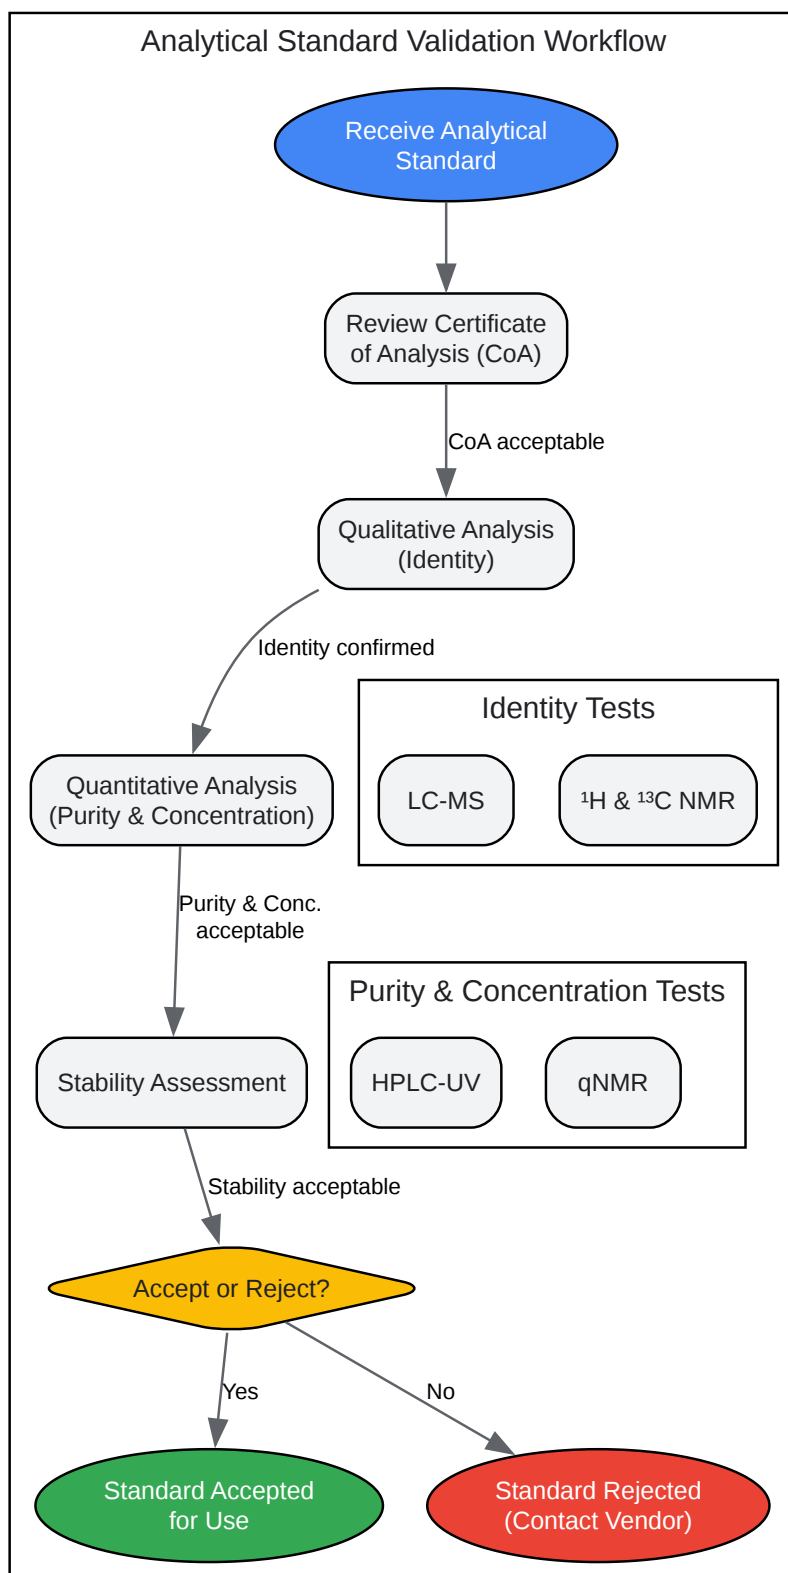 Analytical Standard Validation Workflow
Receive Analytical
Standard
Review Certificate
of Analysis (CoA)
CoA acceptable
Qualitative Analysis
(Identity)
Identity confirmed
Identity Tests
LC-MS
¹H & ¹³C NMR
Quantitative Analysis
(Purity & Concentration)
Purity & Conc.
acceptable
Purity & Concentration Tests
HPLC-UV
qNMR
Stability Assessment
Stability acceptable
Accept or Reject?
Yes
No
Standard Accepted
for Use
Standard Rejected
(Contact Vendor)